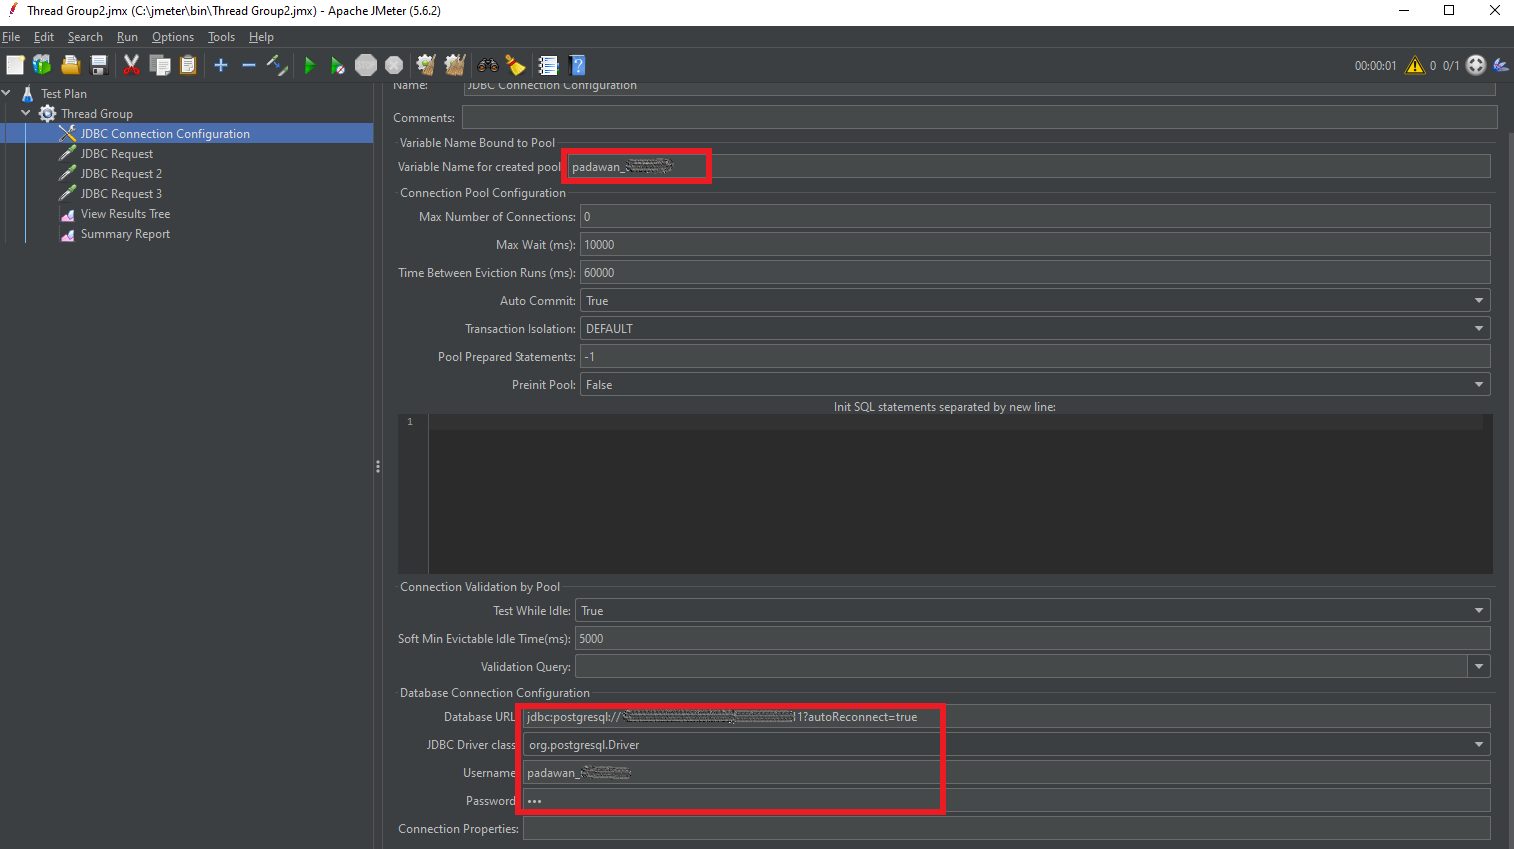 Thread Group2.jmx (C:\jmeter\bin\Thread Group2.jmx) - Apache JMeter (5.6.2)
File Edit Search Run Options Tools Help
00:00:01 0 0/1
Test Plan
Thread Group
JDBC Connection Configuration
JDBC Request
JDBC Request 2
JDBC Request 3
View Results Tree
Summary Report
Name: JDBC Connection Configuration
Comments:
Variable Name Bound to Pool
Variable Name for created pool padawan_
Connection Pool Configuration
Max Number of Connections: 0
Max Wait (ms): 10000
Time Between Eviction Runs (ms): 60000
Auto Commit: True
Transaction Isolation: DEFAULT
Pool Prepared Statements: -1
Preinit Pool: False
Init SQL statements separated by new line:
1
Connection Validation by Pool
Test While Idle: True
Soft Min Evictable Idle Time(ms): 5000
Validation Query:
Database Connection Configuration
Database URL jdbc:postgresql:// 1?autoReconnect=true
JDBC Driver class org.postgresql.Driver
Username padawan_
Password •••
Connection Properties: